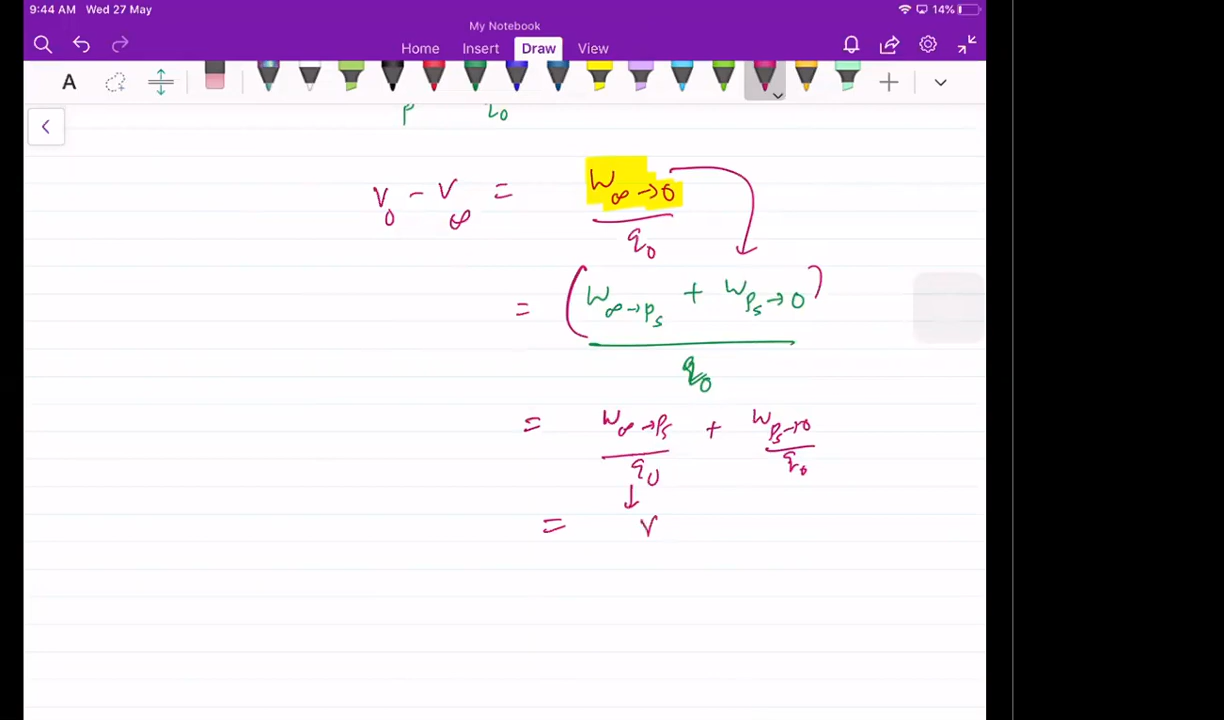 9:44 AM Wed 27 May 14%
My Notebook
Home Insert Draw View
A
p q₀
V₀ - V∞ = W∞→0
q₀
= (W∞→Pₛ + WPₛ→0)
q₀
= W∞→Pₛ + WPₛ→0
q₀ q₀
↓
= V